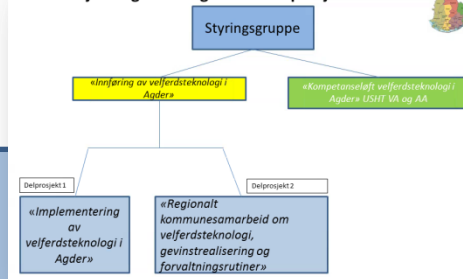 Styringsgruppe
«Innføring av velferdsteknologi i
Agder»
«Kompetanseløft velferdsteknologi i
Agder» USHT VA og AA
Delprosjekt 1
Delprosjekt 2
«Implementering
av
velferdsteknologi i
Agder»
«Regionalt
kommunesamarbeid om
velferdsteknologi,
gevinstrealisering og
forvaltningsrutiner»